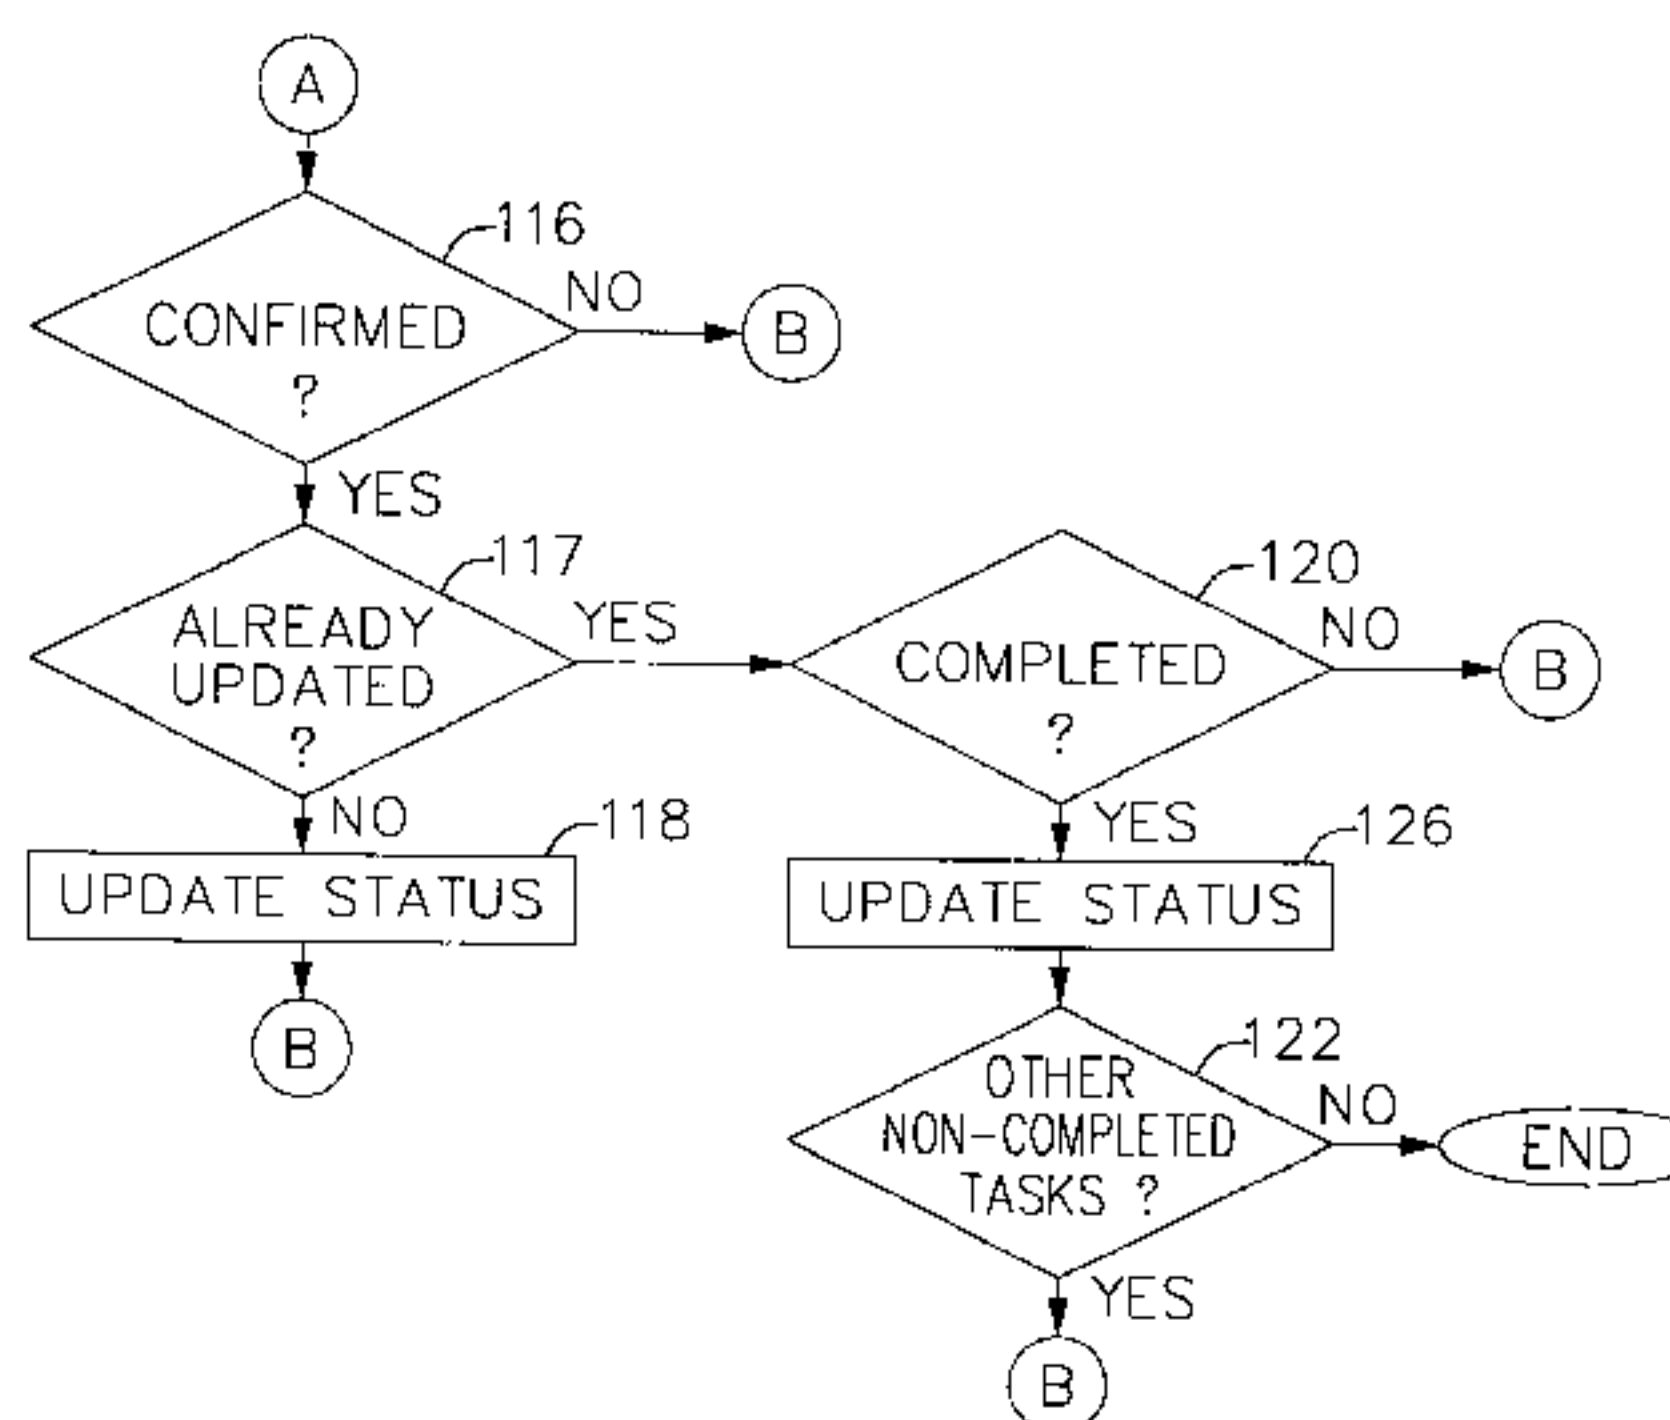 A
116
CONFIRMED
?
NO
B
YES
117
ALREADY
UPDATED
?
YES
120
COMPLETED
?
NO
B
NO
118
UPDATE STATUS
B
YES
126
UPDATE STATUS
122
OTHER
NON-COMPLETED
TASKS ?
NO
END
YES
B